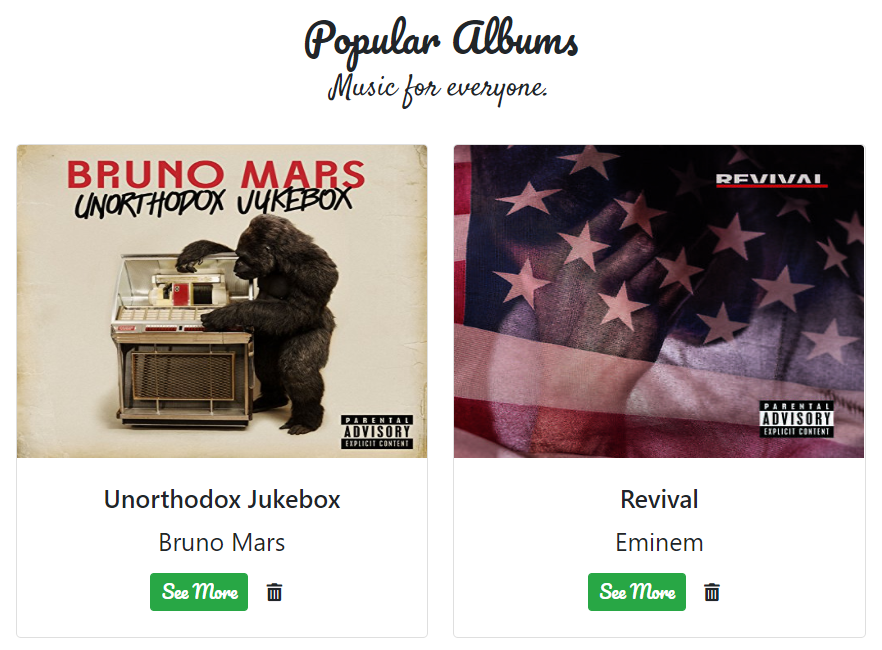 Popular Albums
Music for everyone.
BRUNO MARS
UNORTHODOX JUKEBOX
PARENTAL
ADVISORY
EXPLICIT CONTENT
REVIVAL
PARENTAL
ADVISORY
EXPLICIT CONTENT
Unorthodox Jukebox
Bruno Mars
See More
Revival
Eminem
See More